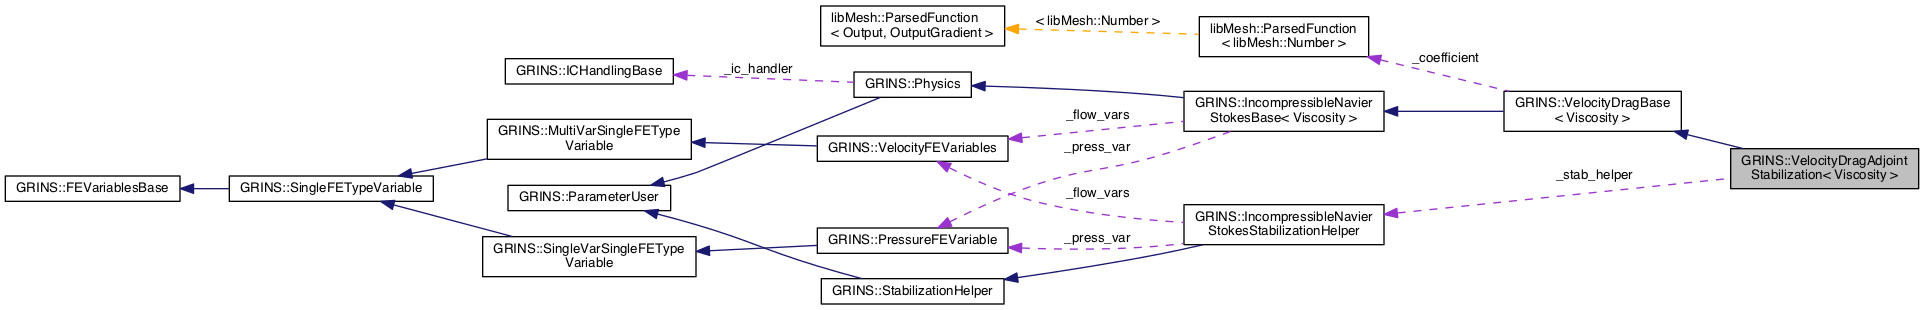 libMesh::ParsedFunction
< Output, OutputGradient >
< libMesh::Number >
libMesh::ParsedFunction
< libMesh::Number >
_coefficient
GRINS::ICHandlingBase
_ic_handler
GRINS::Physics
GRINS::IncompressibleNavier
StokesBase< Viscosity >
GRINS::VelocityDragBase
< Viscosity >
GRINS::MultiVarSingleFEType
Variable
GRINS::VelocityFEVariables
_flow_vars
_press_var
GRINS::VelocityDragAdjoint
Stabilization< Viscosity >
GRINS::FEVariablesBase
GRINS::SingleFETypeVariable
GRINS::ParameterUser
_flow_vars
_stab_helper
GRINS::IncompressibleNavier
StokesStabilizationHelper
GRINS::SingleVarSingleFEType
Variable
GRINS::PressureFEVariable
_press_var
GRINS::StabilizationHelper